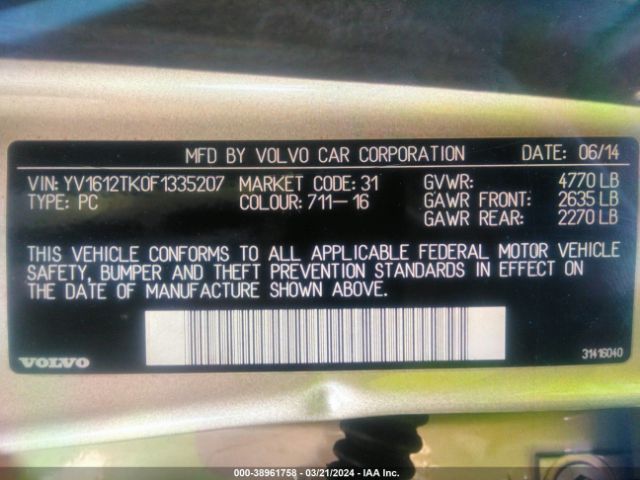 MFD BY VOLVO CAR CORPORATION DATE: 06/14
VIN: YV1612TK0F1335207 MARKET CODE: 31 GVWR: 4770 LB
TYPE: PC COLOUR: 711-16 GAWR FRONT: 2635 LB
GAWR REAR: 2270 LB
THIS VEHICLE CONFORMS TO ALL APPLICABLE FEDERAL MOTOR VEHICLE
SAFETY, BUMPER AND THEFT PREVENTION STANDARDS IN EFFECT ON
THE DATE OF MANUFACTURE SHOWN ABOVE.
VOLVO 31416040
000-38961758 - 03/21/2024 - IAA Inc.